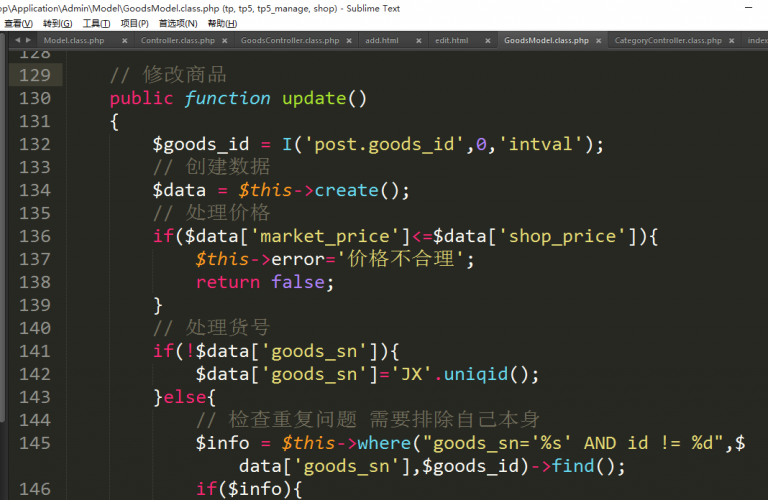 op\Application\Admin\Model\GoodsModel.class.php (tp, tp5, tp5_manage, shop) - Sublime Text
查看(V) 转到(G) 工具(T) 项目(P) 首选项(N) 帮助(H)
Model.class.php × Controller.class.php × GoodsController.class.php × add.html × edit.html × GoodsModel.class.php × CategoryController.class.php × index
128
129 // 修改商品
130 public function update()
131 {
132 $goods_id = I('post.goods_id',0,'intval');
133 // 创建数据
134 $data = $this->create();
135 // 处理价格
136 if($data['market_price']<=$data['shop_price']){
137 $this->error='价格不合理';
138 return false;
139 }
140 // 处理货号
141 if(!$data['goods_sn']){
142 $data['goods_sn']='JX'.uniqid();
143 }else{
144 // 检查重复问题 需要排除自己本身
145 $info = $this->where("goods_sn='%s' AND id != %d",$
data['goods_sn'],$goods_id)->find();
146 if($info){